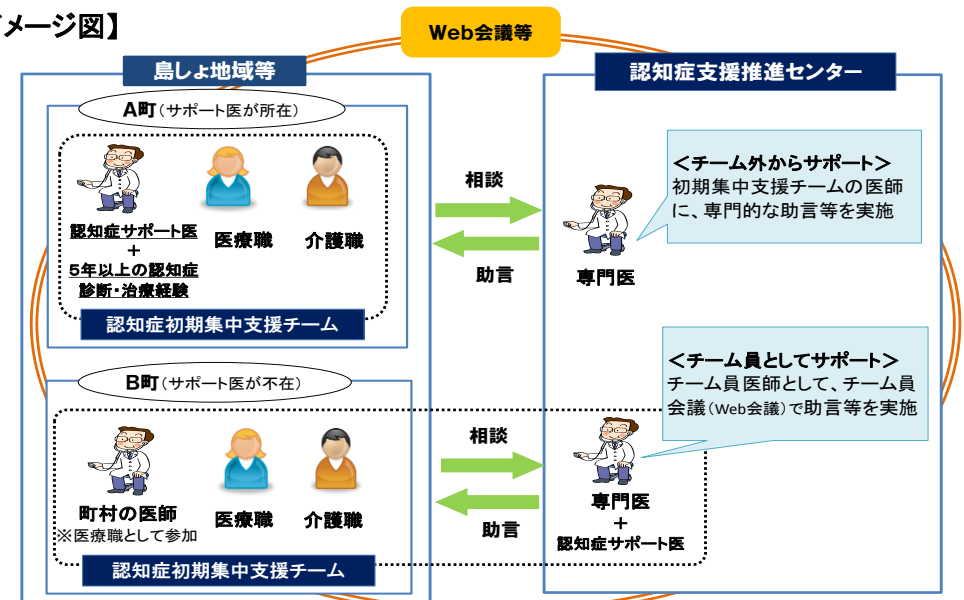 メージ図】
Web会議等
島しょ地域等
A町(サポート医が所在)
認知症サポート医
+
5年以上の認知症
診断・治療経験
医療職
介護職
認知症初期集中支援チーム
相談
助言
認知症支援推進センター
専門医
＜チーム外からサポート＞
初期集中支援チームの医師
に、専門的な助言等を実施
B町(サポート医が不在)
町村の医師
※医療職として参加
医療職
介護職
認知症初期集中支援チーム
相談
助言
専門医
+
認知症サポート医
＜チーム員としてサポート＞
チーム員医師として、チーム員
会議(Web会議)で助言等を実施